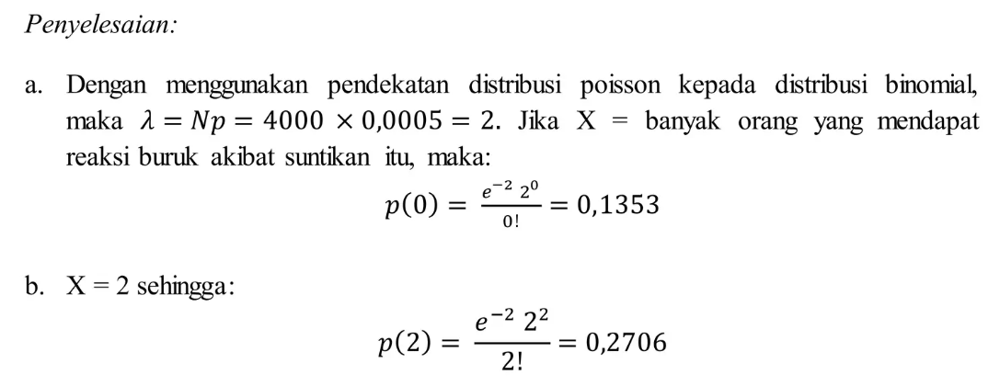 Penyelesaian:
a. Dengan menggunakan pendekatan distribusi poisson kepada distribusi binomial,
maka λ = Np = 4000 × 0,0005 = 2. Jika X = banyak orang yang mendapat
reaksi buruk akibat suntikan itu, maka:
p(0) = \frac{e^{-2} 2^0}{0!} = 0,1353
b. X = 2 sehingga:
p(2) = \frac{e^{-2} 2^2}{2!} = 0,2706